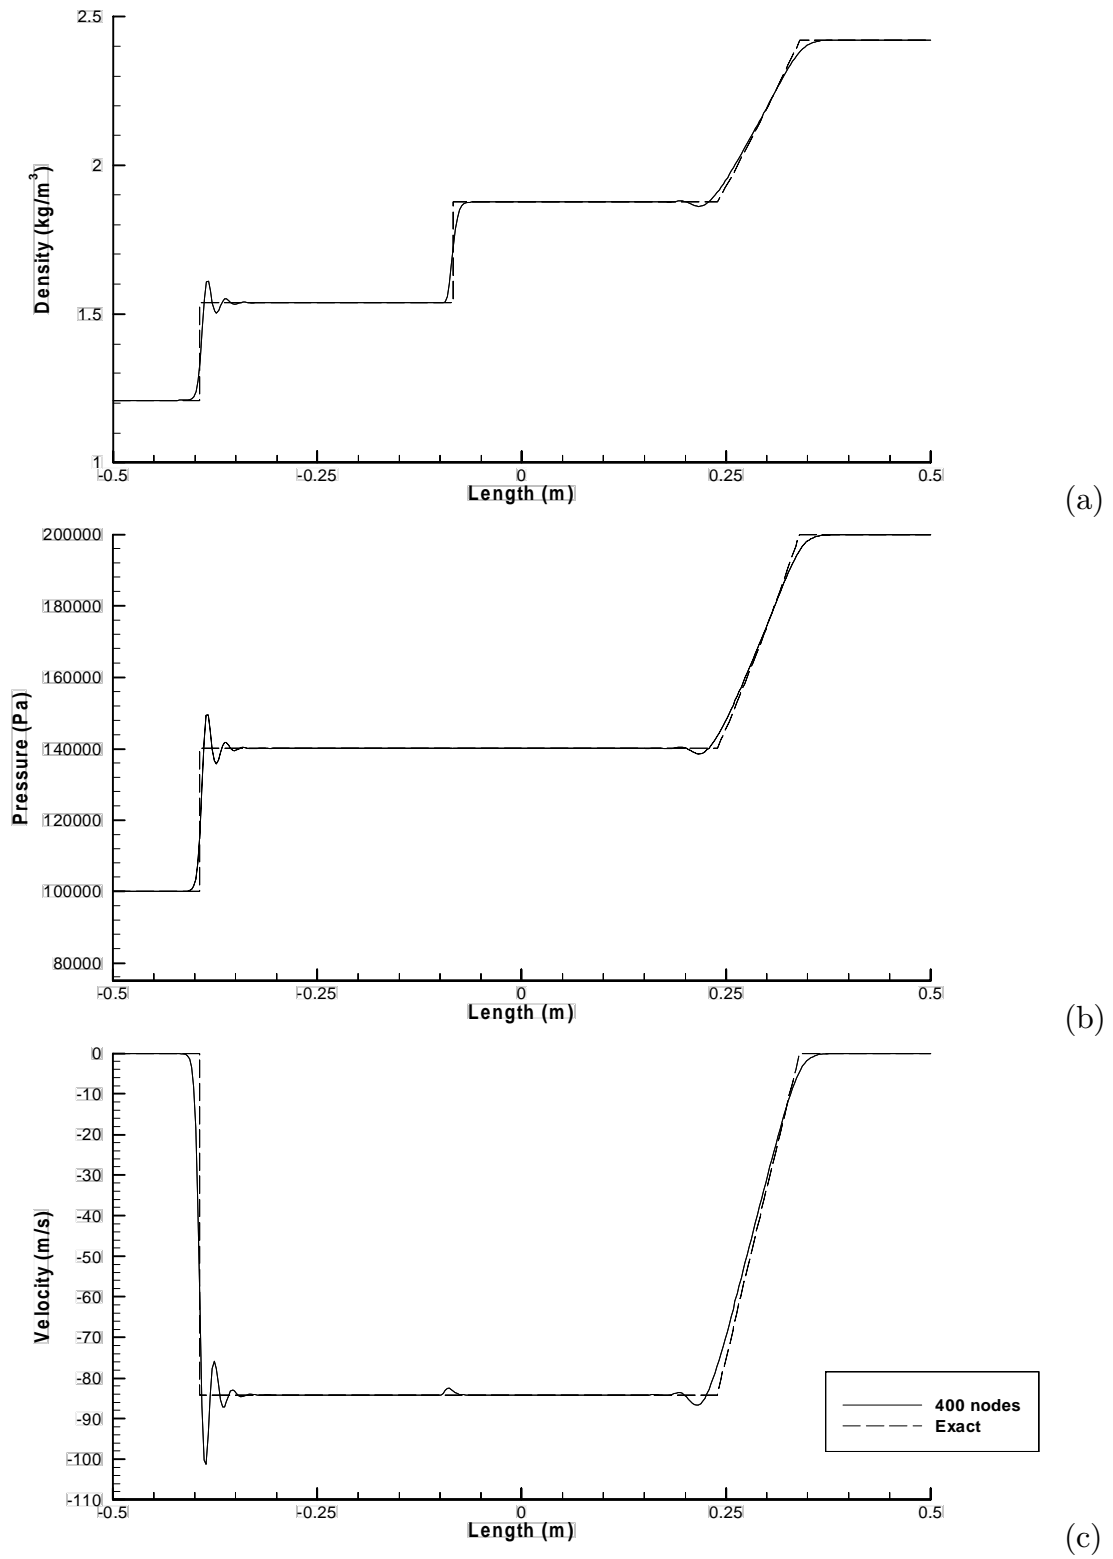 2.5
2
1.5
1
Density (kg/m³)
-0.5 -0.25 0 0.25 0.5
Length (m)
(a)
200000
180000
160000
140000
120000
100000
80000
Pressure (Pa)
-0.5 -0.25 0 0.25 0.5
Length (m)
(b)
0
-10
-20
-30
-40
-50
-60
-70
-80
-90
-100
-110
Velocity (m/s)
400 nodes
Exact
-0.5 -0.25 0 0.25 0.5
Length (m)
(c)